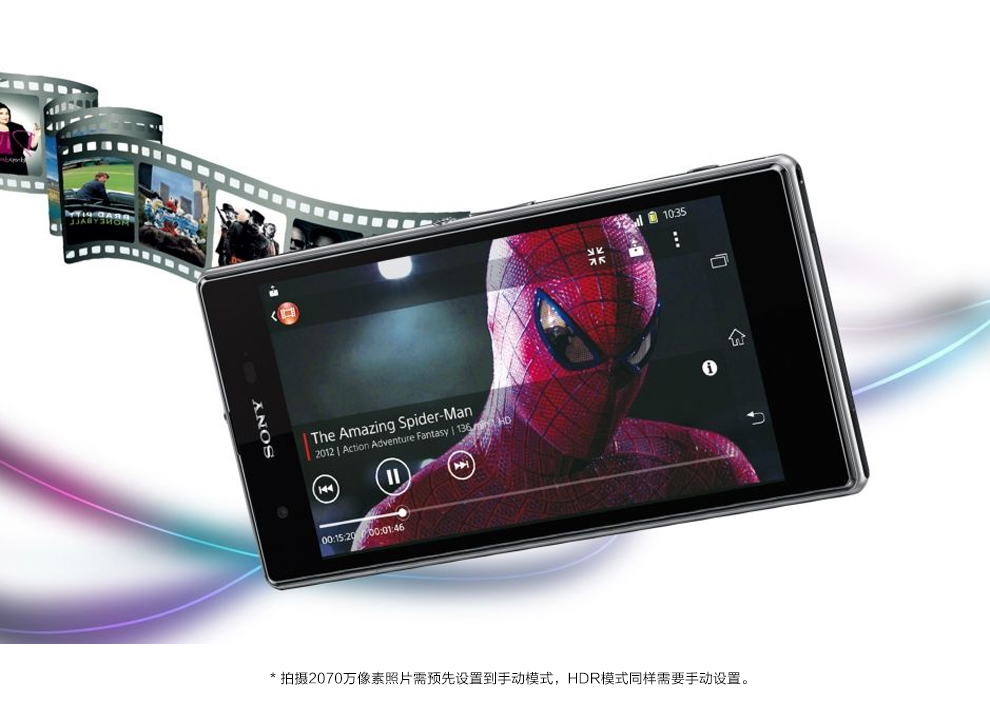 BRAD PITT
MONEYBALL
10:35
SONY
The Amazing Spider-Man
2012 | Action Adventure Fantasy | 136 min | HD
00:15:20 / 00:01:46
* 拍摄2070万像素照片需预先设置到手动模式，HDR模式同样需要手动设置。